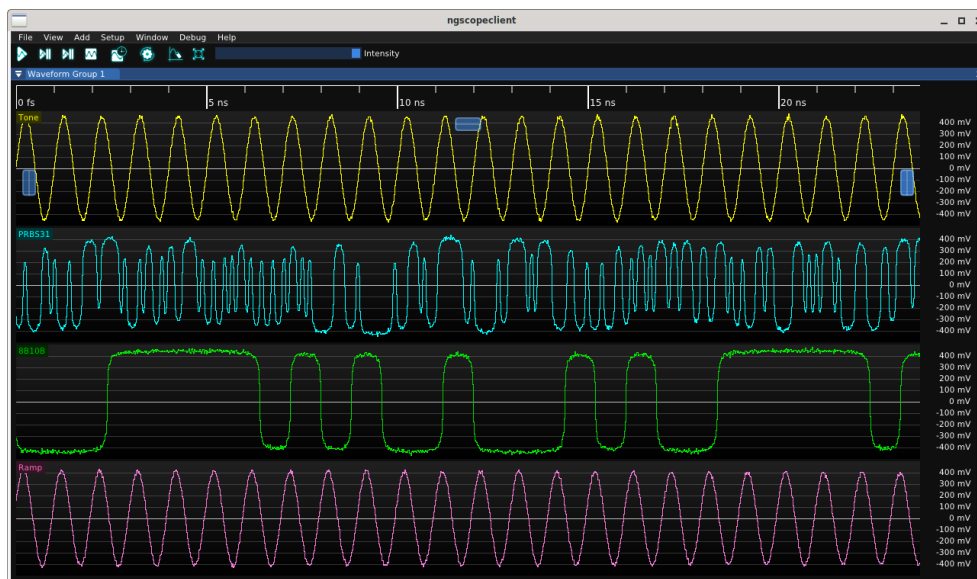 ngscopeclient
File View Add Setup Window Debug Help
Intensity
Waveform Group 1
0 fs 5 ns 10 ns 15 ns 20 ns
Tone
400 mV
300 mV
200 mV
100 mV
0 mV
-100 mV
-200 mV
-300 mV
-400 mV
PRBS31
400 mV
300 mV
200 mV
100 mV
0 mV
-100 mV
-200 mV
-300 mV
-400 mV
8B10B
400 mV
300 mV
200 mV
100 mV
0 mV
-100 mV
-200 mV
-300 mV
-400 mV
Ramp
400 mV
300 mV
200 mV
100 mV
0 mV
-100 mV
-200 mV
-300 mV
-400 mV